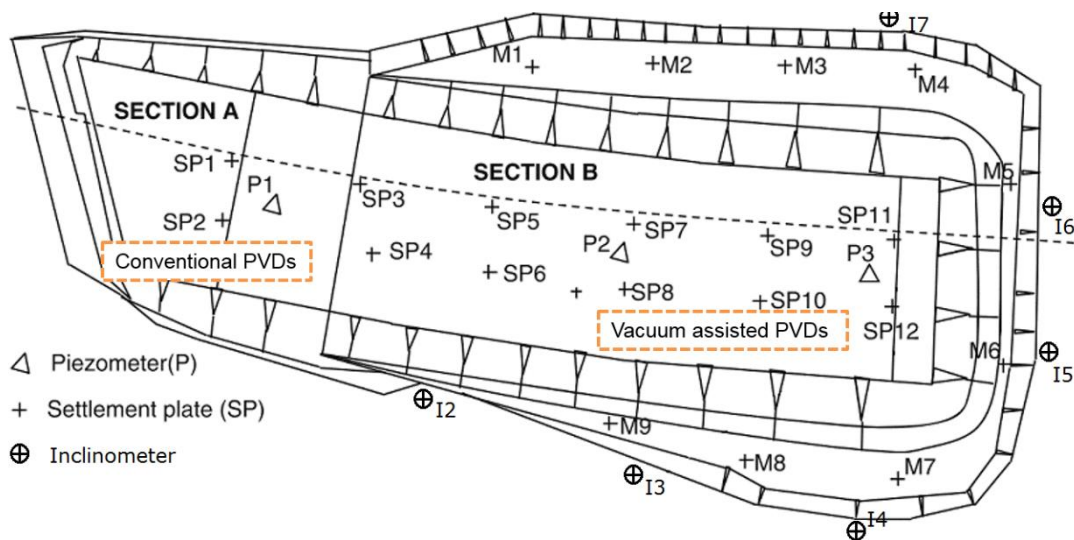 I7
M1
M2
M3
M4
SECTION A
SP1
P1
SECTION B
M5
SP3
SP2
SP5
SP11
I6
SP7
P2
SP9
P3
SP4
Conventional PVDs
SP6
SP8
SP10
Vacuum assisted PVDs
SP12
M6
I5
Piezometer(P)
Settlement plate (SP)
I2
Inclinometer
M9
M8
M7
I3
I4